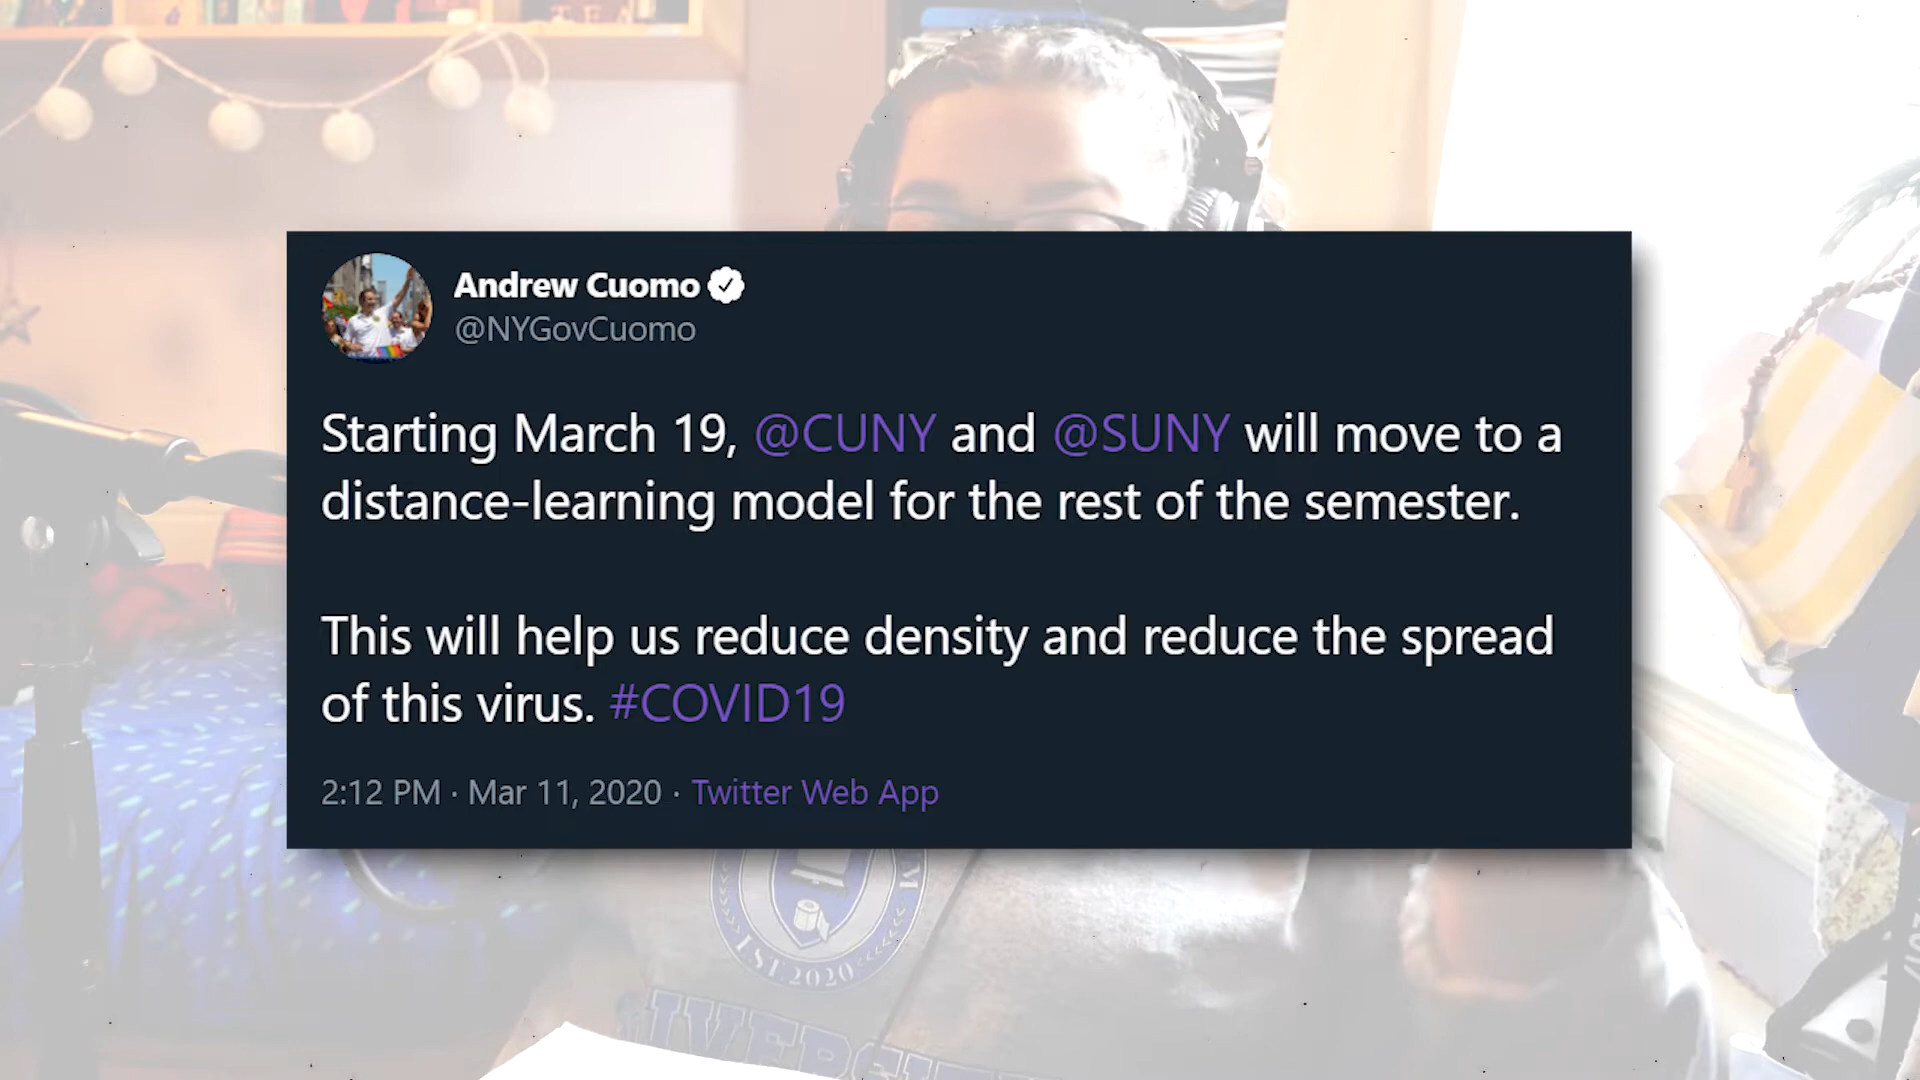 Andrew Cuomo
@NYGovCuomo
Starting March 19, @CUNY and @SUNY will move to a
distance-learning model for the rest of the semester.
This will help us reduce density and reduce the spread
of this virus. #COVID19
2:12 PM · Mar 11, 2020 · Twitter Web App
EST. 2020